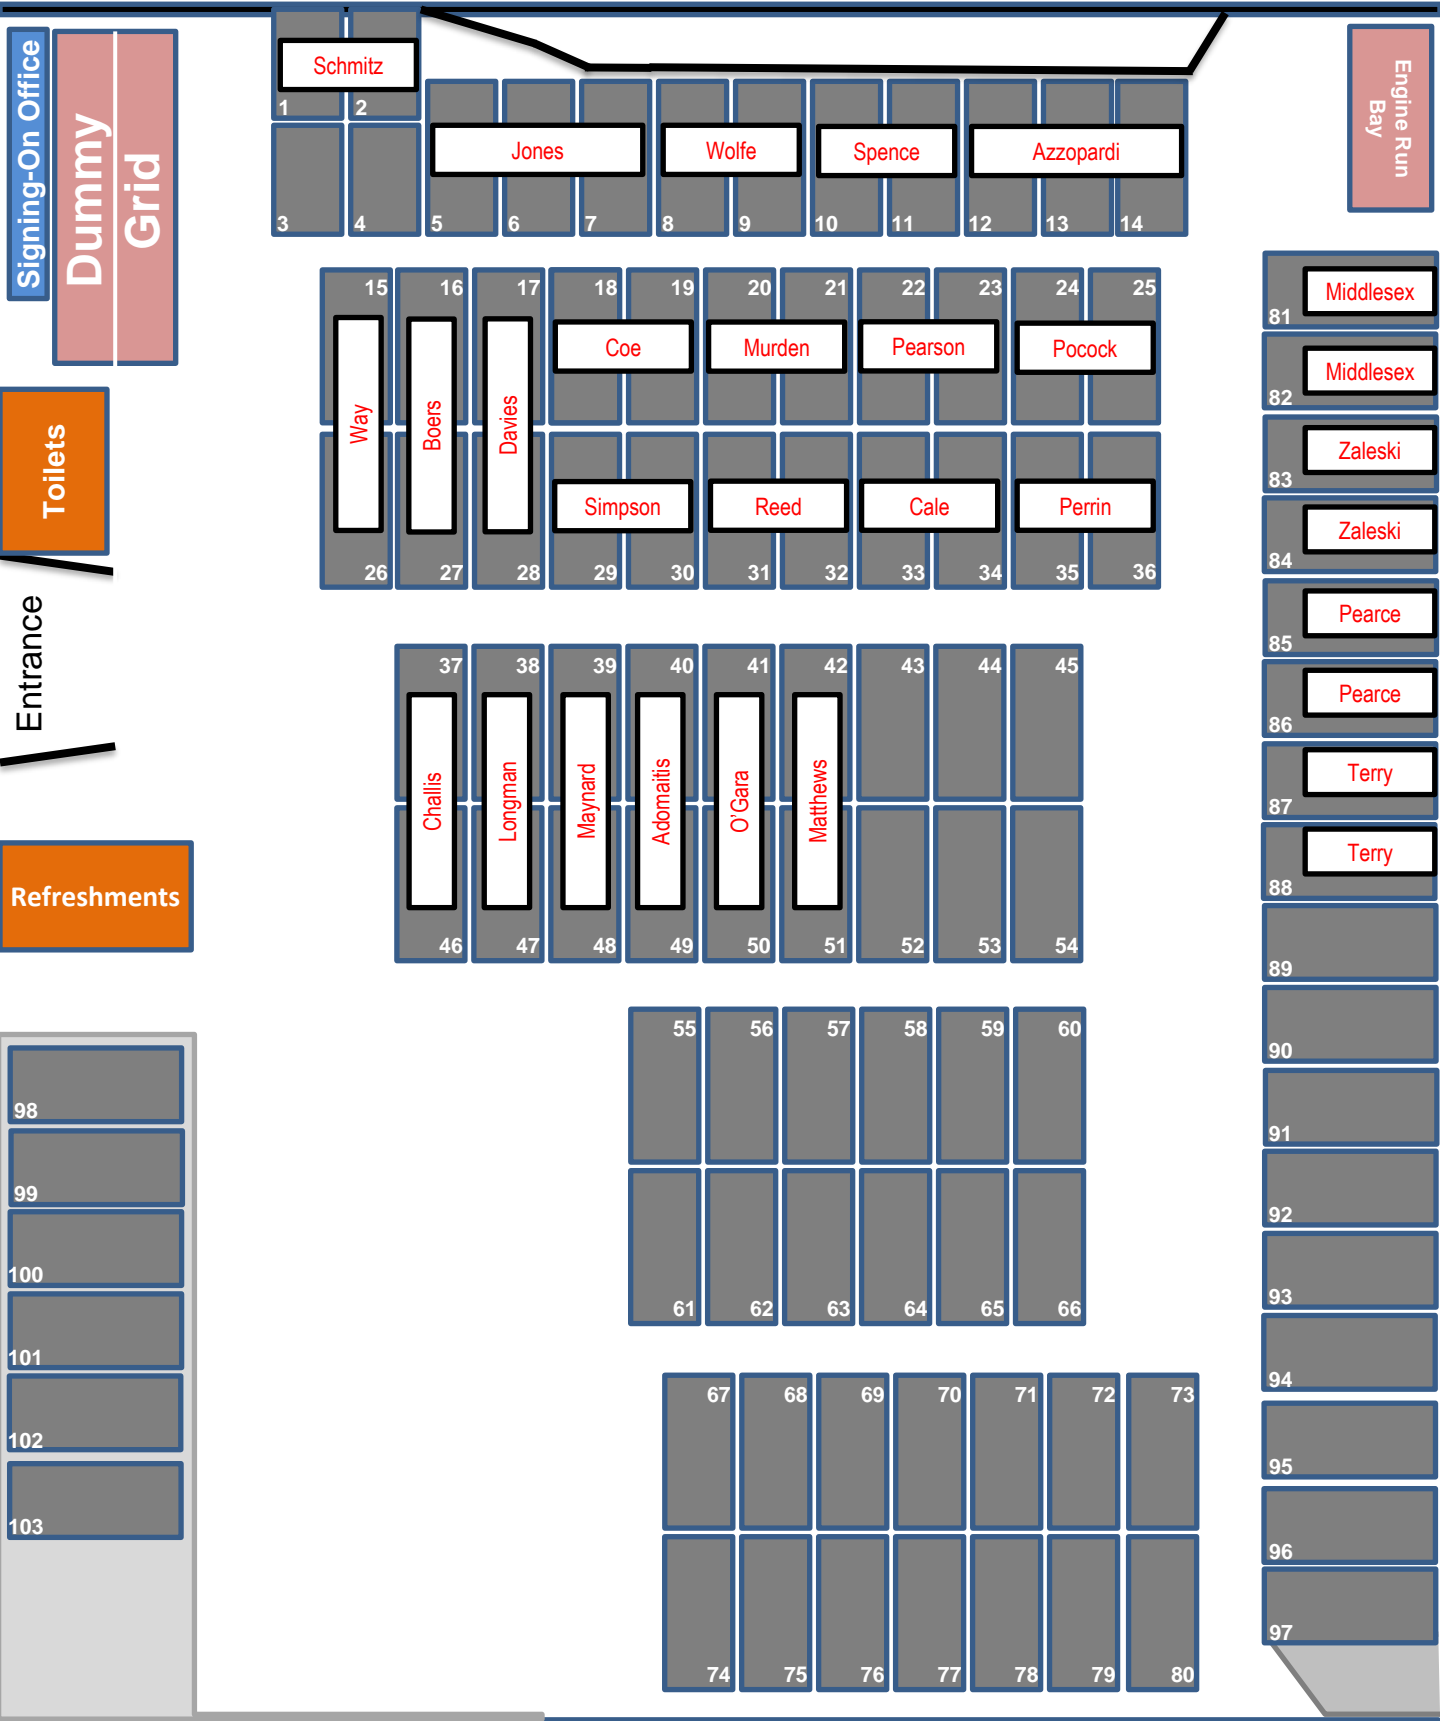 Signing-On Office
Dummy
Grid
Schmitz
1 2
3 4
Jones Wolfe Spence Azzopardi
5 6 7 8 9 10 11 12 13 14
Engine Run
Bay
15 16 17 18 19 20 21 22 23 24 25
Way Boers Davies
Coe Murden Pearson Pocock
Simpson Reed Cale Perrin
26 27 28 29 30 31 32 33 34 35 36
Toilets
Entrance
Refreshments
37 38 39 40 41 42 43 44 45
Challis Longman Maynard Adomaitis O'Gara Matthews
46 47 48 49 50 51 52 53 54
55 56 57 58 59 60
61 62 63 64 65 66
67 68 69 70 71 72 73
74 75 76 77 78 79 80
Middlesex
81
Middlesex
82
Zaleski
83
Zaleski
84
Pearce
85
Pearce
86
Terry
87
Terry
88
89
90
91
92
93
94
95
96
97
98
99
100
101
102
103